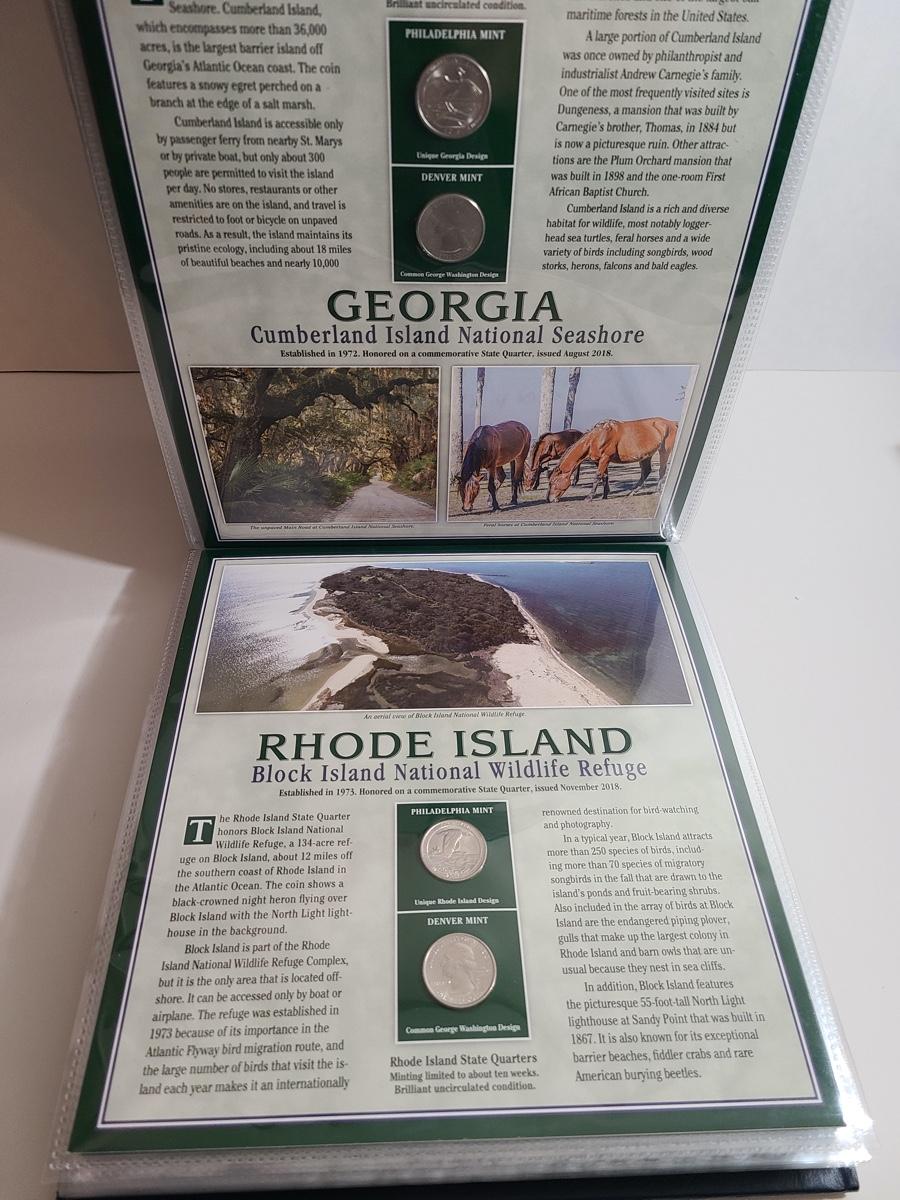 Seashore. Cumberland Island,
which encompasses more than 36,000
acres, is the largest barrier island off
Georgia's Atlantic Ocean coast. The coin
features a snowy egret perched on a
branch at the edge of a salt marsh.
Cumberland Island is accessible only
by passenger ferry from nearby St. Marys
or by private boat, but only about 300
people are permitted to visit the island
per day. No stores, restaurants or other
amenities are on the island, and travel is
restricted to foot or bicycle on unpaved
roads. As a result, the island maintains its
pristine ecology, including about 18 miles
of beautiful beaches and nearly 10,000
Brilliant uncirculated condition.
PHILADELPHIA MINT
Unique Georgia Design
DENVER MINT
Common George Washington Design
maritime forests in the United States.
A large portion of Cumberland Island
was once owned by philanthropist and
industrialist Andrew Carnegie's family.
One of the most frequently visited sites is
Dungeness, a mansion that was built by
Carnegie's brother, Thomas, in 1884 but
is now a picturesque ruin. Other attrac-
tions are the Plum Orchard mansion that
was built in 1898 and the one-room First
African Baptist Church.
Cumberland Island is a rich and diverse
habitat for wildlife, most notably logger-
head sea turtles, feral horses and a wide
variety of birds including songbirds, wood
storks, herons, falcons and bald eagles.
GEORGIA
Cumberland Island National Seashore
Established in 1972. Honored on a commemorative State Quarter, issued August 2018.
The unpaved Main Road at Cumberland Island National Seashore.
Feral horses at Cumberland Island National Seashore.
An aerial view of Block Island National Wildlife Refuge.
RHODE ISLAND
Block Island National Wildlife Refuge
Established in 1973. Honored on a commemorative State Quarter, issued November 2018.
The Rhode Island State Quarter
honors Block Island National
Wildlife Refuge, a 134-acre ref-
uge on Block Island, about 12 miles off
the southern coast of Rhode Island in
the Atlantic Ocean. The coin shows a
black-crowned night heron flying over
Block Island with the North Light light-
house in the background.
Block Island is part of the Rhode
Island National Wildlife Refuge Complex,
but it is the only area that is located off-
shore. It can be accessed only by boat or
airplane. The refuge was established in
1973 because of its importance in the
Atlantic Flyway bird migration route, and
the large number of birds that visit the is-
land each year makes it an internationally
PHILADELPHIA MINT
Unique Rhode Island Design
DENVER MINT
Common George Washington Design
Rhode Island State Quarters
Minting limited to about ten weeks.
Brilliant uncirculated condition.
renowned destination for bird-watching
and photography.
In a typical year, Block Island attracts
more than 250 species of birds, includ-
ing more than 70 species of migratory
songbirds in the fall that are drawn to the
island's ponds and fruit-bearing shrubs.
Also included in the array of birds at Block
Island are the endangered piping plover,
gulls that make up the largest colony in
Rhode Island and barn owls that are un-
usual because they nest in sea cliffs.
In addition, Block Island features
the picturesque 55-foot-tall North Light
lighthouse at Sandy Point that was built in
1867. It is also known for its exceptional
barrier beaches, fiddler crabs and rare
American burying beetles.